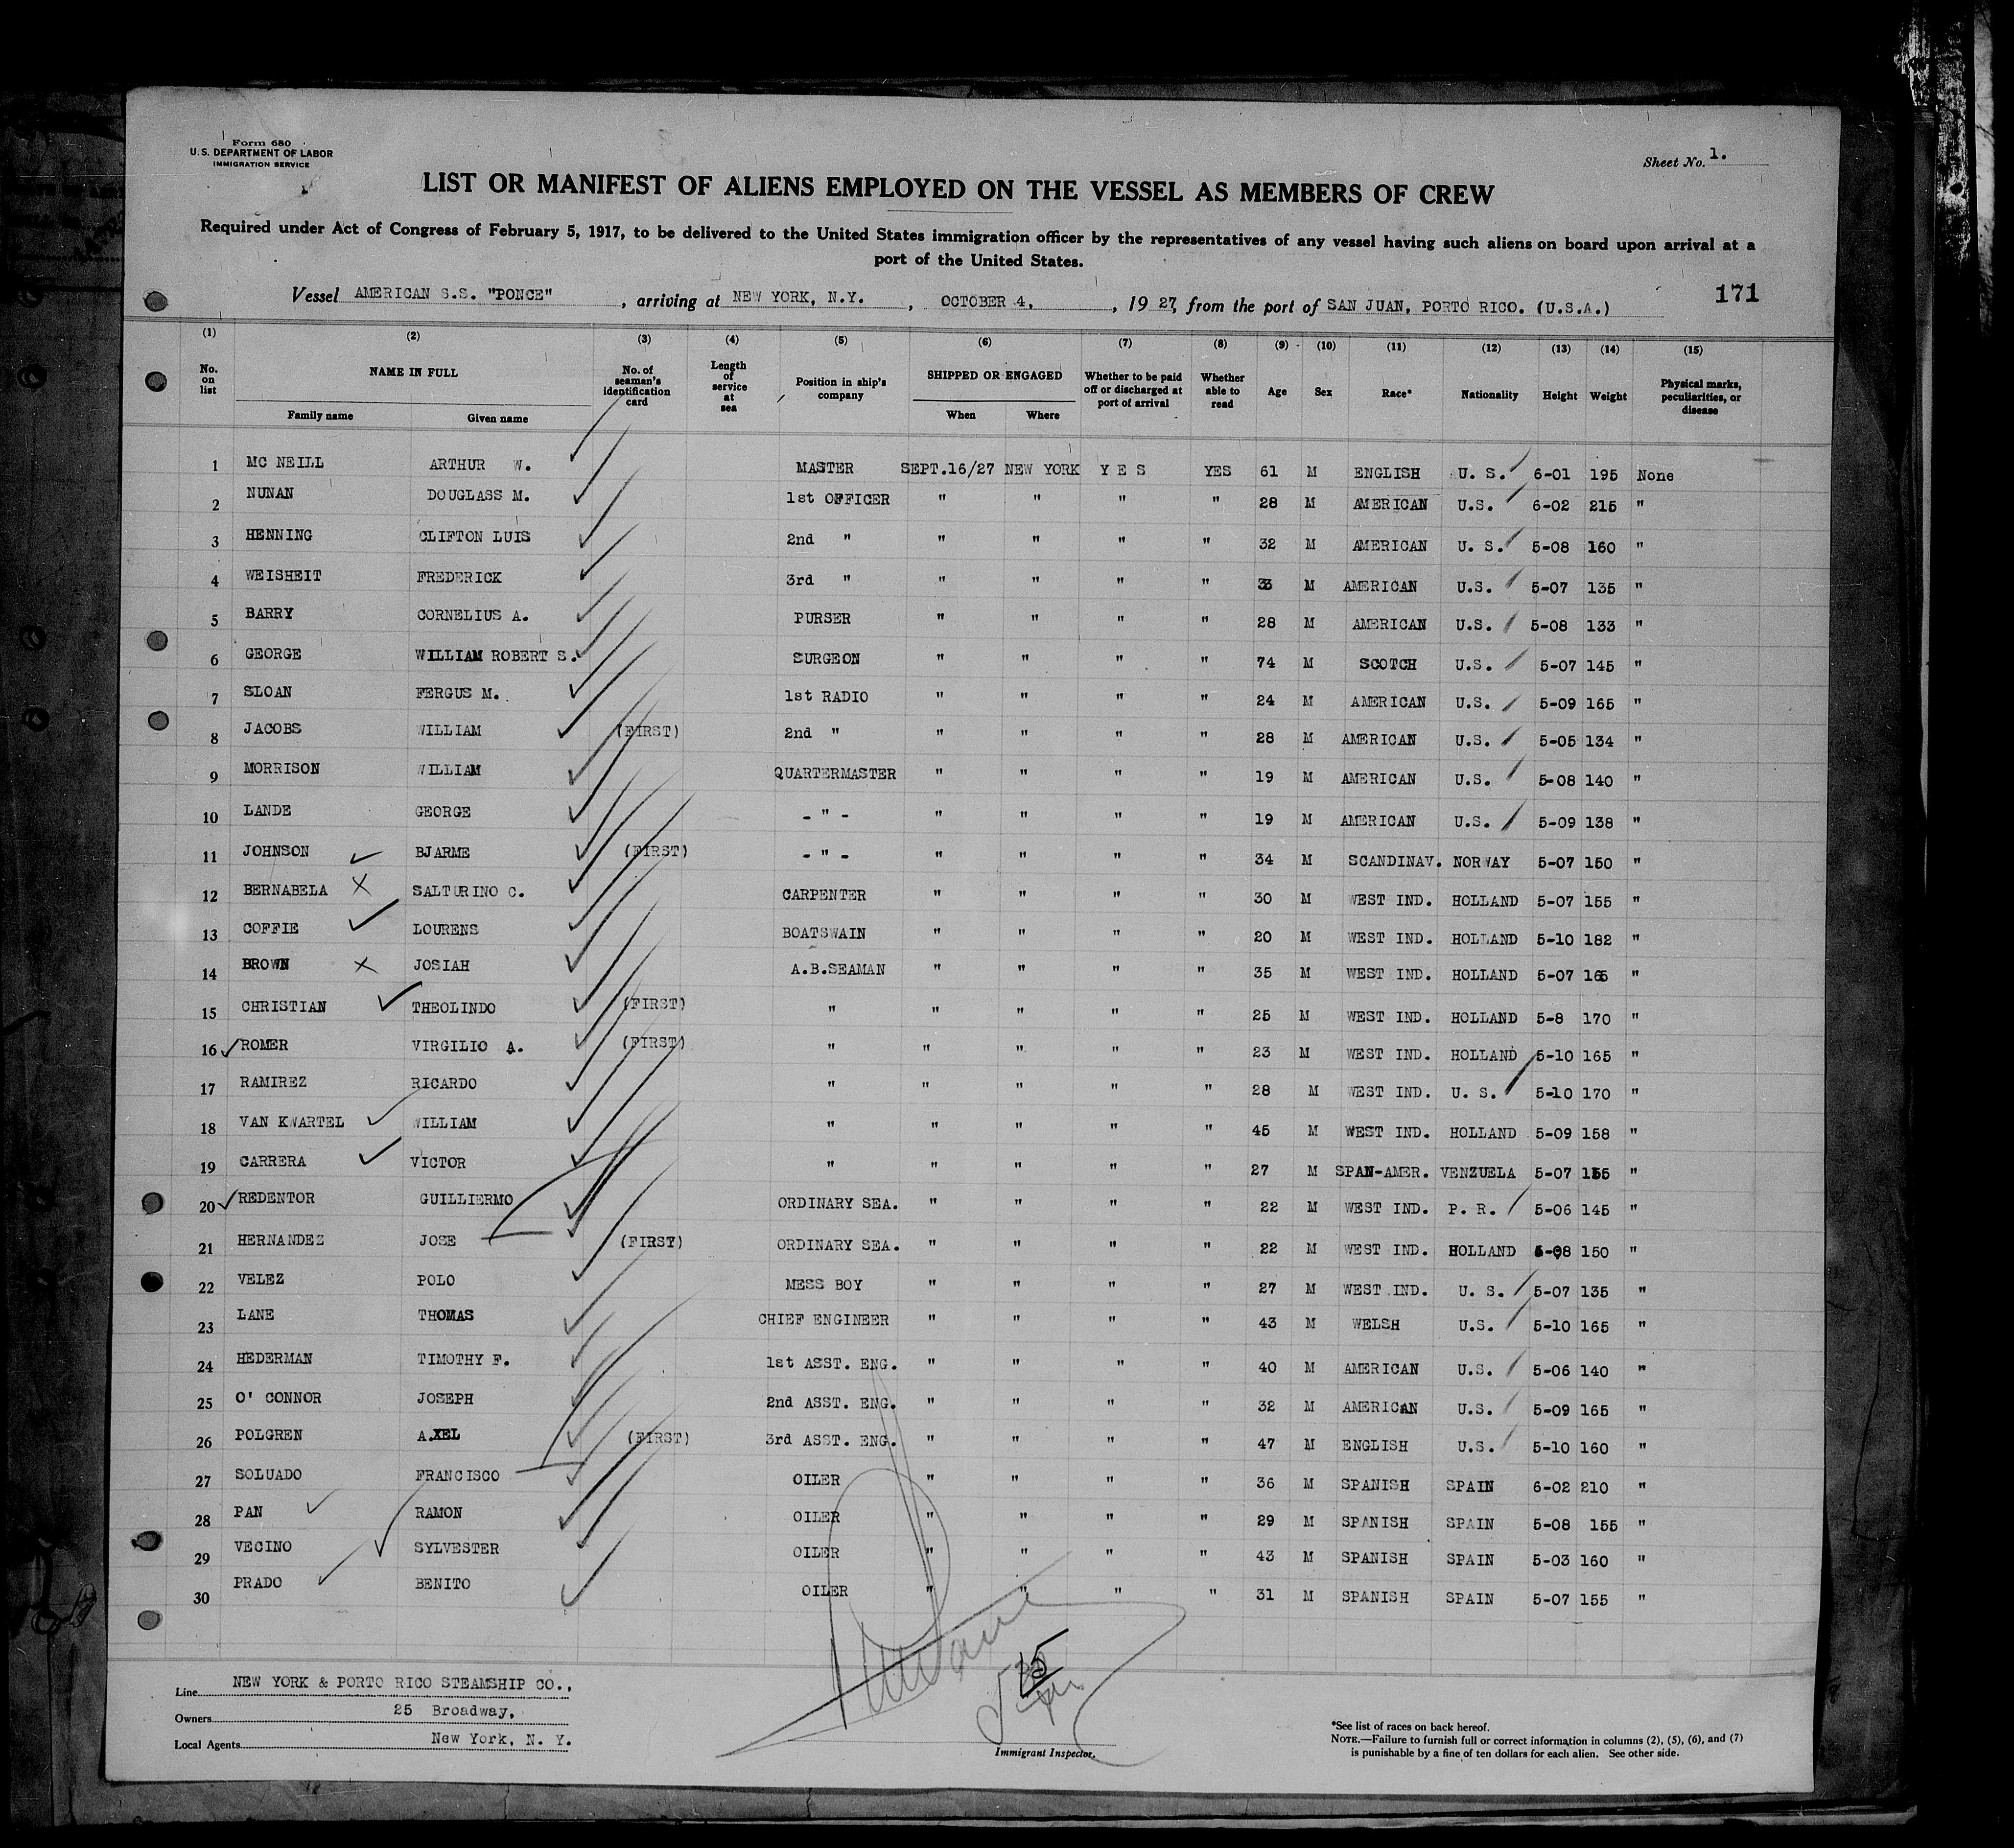 Form 680
U.S. DEPARTMENT OF LABOR
IMMIGRATION SERVICE
Sheet No. 1.
LIST OR MANIFEST OF ALIENS EMPLOYED ON THE VESSEL AS MEMBERS OF CREW
Required under Act of Congress of February 5, 1917, to be delivered to the United States immigration officer by the representatives of any vessel having such aliens on board upon arrival at a
port of the United States.
Vessel AMERICAN S.S. "PONCE", arriving at NEW YORK, N.Y., OCTOBER 4, 1927, from the port of SAN JUAN, PORTO RICO. (U.S.A.) 171
(1) (2) (3) (4) (5) (6) (7) (8) (9) (10) (11) (12) (13) (14) (15)
No. on list NAME IN FULL Family name Given name No. of seaman's identification card Length of service at sea Position in ship's company SHIPPED OR ENGAGED When Where Whether to be paid off or discharged at port of arrival Whether able to read Age Sex Race* Nationality Height Weight Physical marks, peculiarities, or disease
1 MC NEILL ARTHUR W. MASTER SEPT.16/27 NEW YORK Y E S YES 61 M ENGLISH U. S. 6-01 195 None
2 NUNAN DOUGLASS M. 1st OFFICER " " " " 28 M AMERICAN U.S. 6-02 215 "
3 HENNING CLIFTON LUIS 2nd " " " " " 32 M AMERICAN U. S. 5-08 160 "
4 WEISHEIT FREDERICK 3rd " " " " " 33 M AMERICAN U.S. 5-07 135 "
5 BARRY CORNELIUS A. PURSER " " " " 28 M AMERICAN U.S. 5-08 133 "
6 GEORGE WILLIAM ROBERT S. SURGEON " " " " 74 M SCOTCH U.S. 5-07 145 "
7 SLOAN FERGUS M. 1st RADIO " " " " 24 M AMERICAN U.S. 5-09 165 "
8 JACOBS WILLIAM (FIRST) 2nd " " " " " 28 M AMERICAN U.S. 5-05 134 "
9 MORRISON WILLIAM QUARTERMASTER " " " " 19 M AMERICAN U.S. 5-08 140 "
10 LANDE GEORGE - " - " " " " 19 M AMERICAN U.S. 5-09 138 "
11 JOHNSON BJARME (FIRST) - " - " " " " 34 M SCANDINAV. NORWAY 5-07 150 "
12 BERNABELA SALTURINO C. CARPENTER " " " " 30 M WEST IND. HOLLAND 5-07 155 "
13 COFFIE LOURENS BOATSWAIN " " " " 20 M WEST IND. HOLLAND 5-10 182 "
14 BROWN JOSIAH A.B.SEAMAN " " " " 35 M WEST IND. HOLLAND 5-07 165 "
15 CHRISTIAN THEOLINDO (FIRST) " " " " " 25 M WEST IND. HOLLAND 5-8 170 "
16 ROMER VIRGILIO A. (FIRST) " " " " " 23 M WEST IND. HOLLAND 5-10 165 "
17 RAMIREZ RICARDO " " " " " 28 M WEST IND. U. S. 5-10 170 "
18 VAN KWARTEL WILLIAM " " " " " 45 M WEST IND. HOLLAND 5-09 158 "
19 CARRERA VICTOR " " " " " 27 M SPAN-AMER. VENZUELA 5-07 "
20 REDENTOR GUILLIERMO ORDINARY SEA. " " " " 22 M WEST IND. P. R. 5-06 145 "
21 HERNANDEZ JOSE (FIRST) ORDINARY SEA. " " " " 22 M WEST IND. HOLLAND 5-08 150 "
22 VELEZ POLO MESS BOY " " " " 27 M WEST IND. U. S. 5-07 135 "
23 LANE THOMAS CHIEF ENGINEER " " " " 43 M WELSH U.S. 5-10 165 "
24 HEDERMAN TIMOTHY F. 1st ASST. ENG. " " " " 40 M AMERICAN U.S. 5-06 140 "
25 O' CONNOR JOSEPH 2nd ASST. ENG. " " " " 32 M AMERICAN U.S. 5-09 165 "
26 POLGREN AXEL (FIRST) 3rd ASST. ENG. " " " " 47 M ENGLISH U.S. 5-10 160 "
27 SOLUADO FRANCISCO OILER " " " " 36 M SPANISH SPAIN 6-02 210 "
28 PAN RAMON OILER " " " " 29 M SPANISH SPAIN 5-08 155 "
29 VECINO SYLVESTER OILER " " " " 43 M SPANISH SPAIN 5-03 160 "
30 PRADO BENITO OILER " " " " 31 M SPANISH SPAIN 5-07 155 "
Line NEW YORK & PORTO RICO STEAMSHIP CO.,
Owners 25 Broadway,
Local Agents New York, N. Y.
Immigrant Inspector.
*See list of races on back hereof.
NOTE.—Failure to furnish full or correct information in columns (2), (5), (6), and (7)
is punishable by a fine of ten dollars for each alien. See other side.